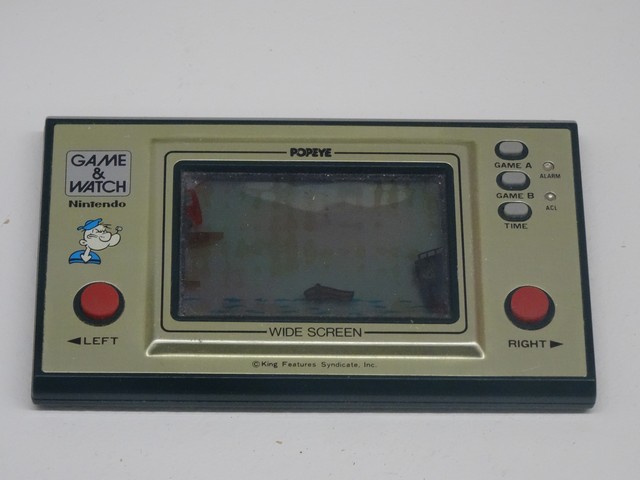 GAME
&
WATCH
Nintendo
POPEYE
GAME A
ALARM
GAME B
ACL
TIME
◀LEFT
WIDE SCREEN
RIGHT▶
©King Features Syndicate, Inc.